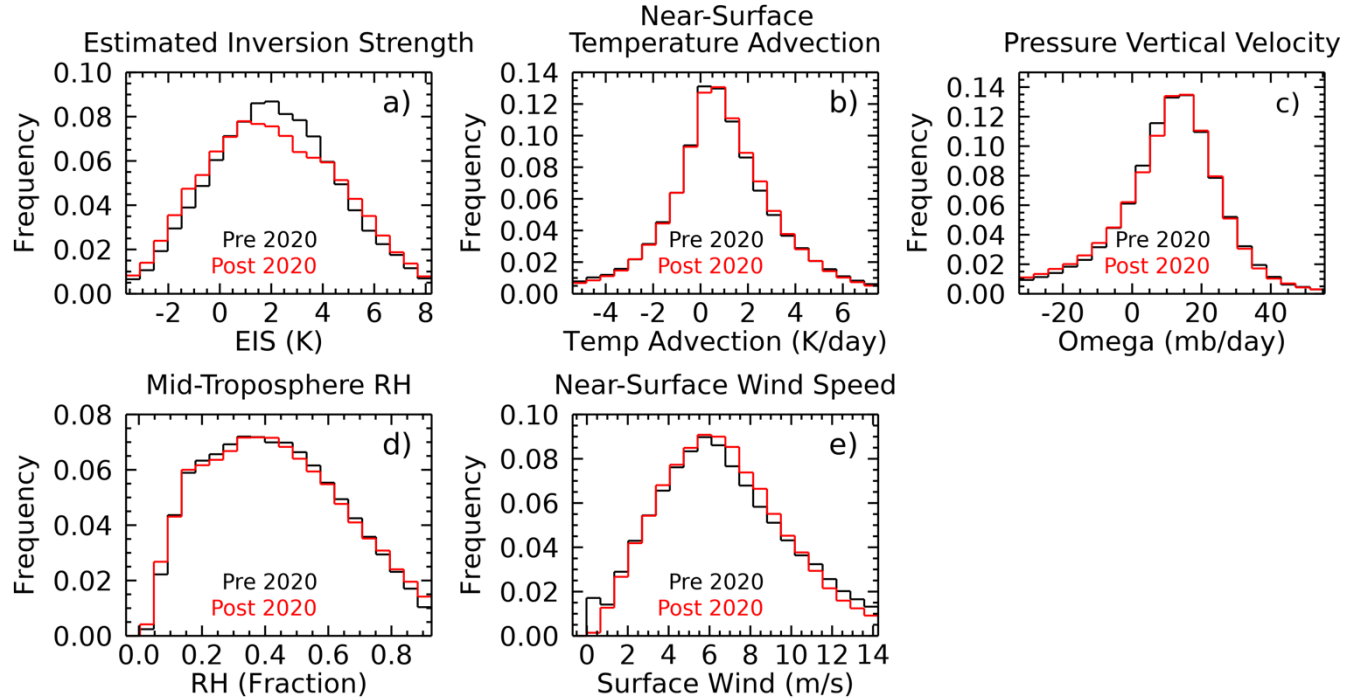 Estimated Inversion Strength
Frequency
0.10
0.08
0.06
0.04
0.02
0.00
a)
Pre 2020
Post 2020
-2 0 2 4 6 8
EIS (K)
Near-Surface
Temperature Advection
Frequency
0.14
0.12
0.10
0.08
0.06
0.04
0.02
0.00
b)
Pre 2020
Post 2020
-4 -2 0 2 4 6
Temp Advection (K/day)
Pressure Vertical Velocity
Frequency
0.14
0.12
0.10
0.08
0.06
0.04
0.02
0.00
c)
Pre 2020
Post 2020
-20 0 20 40
Omega (mb/day)
Mid-Troposphere RH
Frequency
0.08
0.06
0.04
0.02
0.00
d)
Pre 2020
Post 2020
0.0 0.2 0.4 0.6 0.8
RH (Fraction)
Near-Surface Wind Speed
Frequency
0.10
0.08
0.06
0.04
0.02
0.00
e)
Pre 2020
Post 2020
0 2 4 6 8 10 12 14
Surface Wind (m/s)